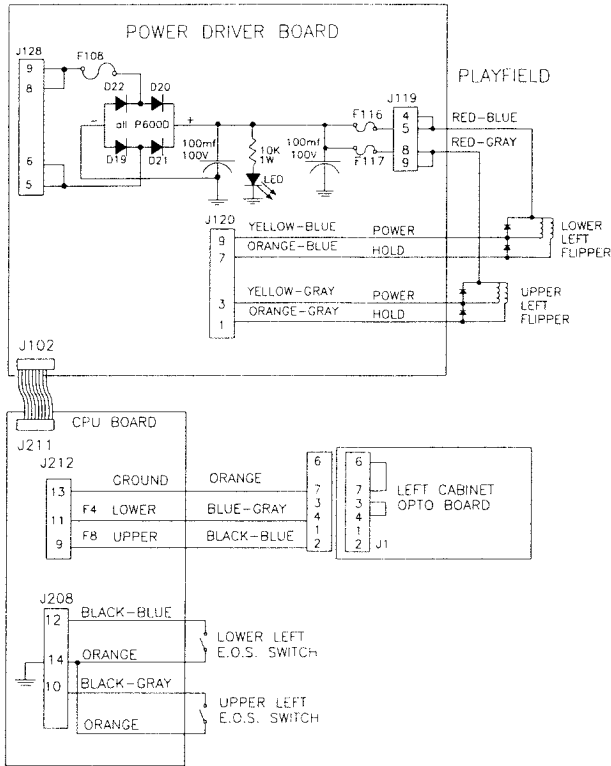 POWER DRIVER BOARD
J128
F108
9
8
6
5
D22
D20
all P600D
D19
D21
~
+
100mf
100V
10K
1W
LED
100mf
100V
F116
F117
J119
4
5
8
9
PLAYFIELD
RED-BLUE
RED-GRAY
J120
9
7
3
1
YELLOW-BLUE POWER
ORANGE-BLUE HOLD
YELLOW-GRAY POWER
ORANGE-GRAY HOLD
LOWER
LEFT
FLIPPER
UPPER
LEFT
FLIPPER
J102
J211
CPU BOARD
J212
13
11
9
GROUND ORANGE
F4 LOWER BLUE-GRAY
F8 UPPER BLACK-BLUE
6
7
3
4
1
2
6
7
3
4
1
2
J1
LEFT CABINET
OPTO BOARD
J208
12
14
10
BLACK-BLUE
ORANGE
BLACK-GRAY
ORANGE
LOWER LEFT
E.O.S. SWITCH
UPPER LEFT
E.O.S. SWITCH